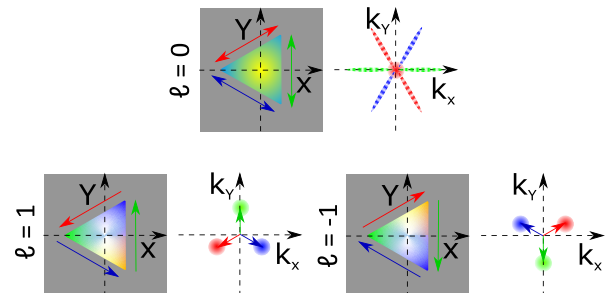 ℓ = 0
Y
X
k_Y
k_x
ℓ = 1
Y
X
k_Y
k_x
ℓ = -1
Y
X
k_Y
k_x